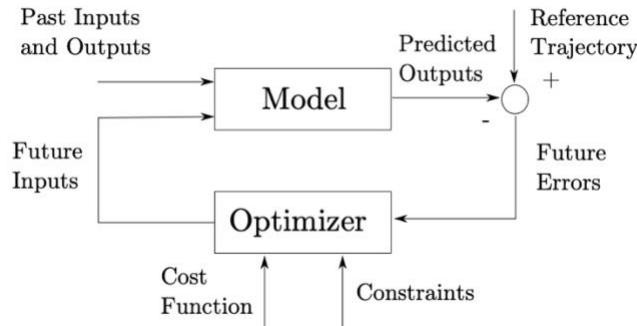 Past Inputs
and Outputs
Reference
Trajectory
Predicted
Outputs
+
Model
-
Future
Inputs
Future
Errors
Optimizer
Cost
Function
Constraints